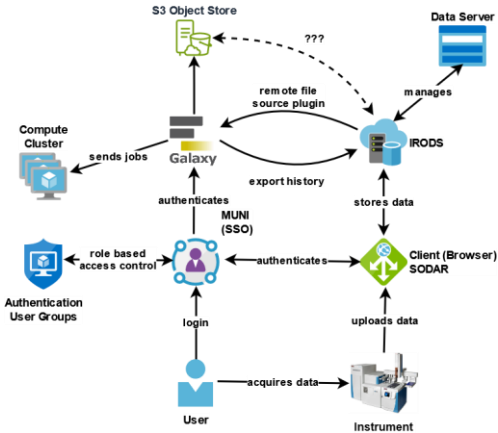 S3 Object Store
Data Server
???
manages
remote file
source plugin
Compute
Cluster
sends jobs
Galaxy
IRODS
export history
authenticates
stores data
MUNI
(SSO)
role based
access control
authenticates
Client (Browser)
SODAR
Authentication
User Groups
login
uploads data
acquires data
User
Instrument